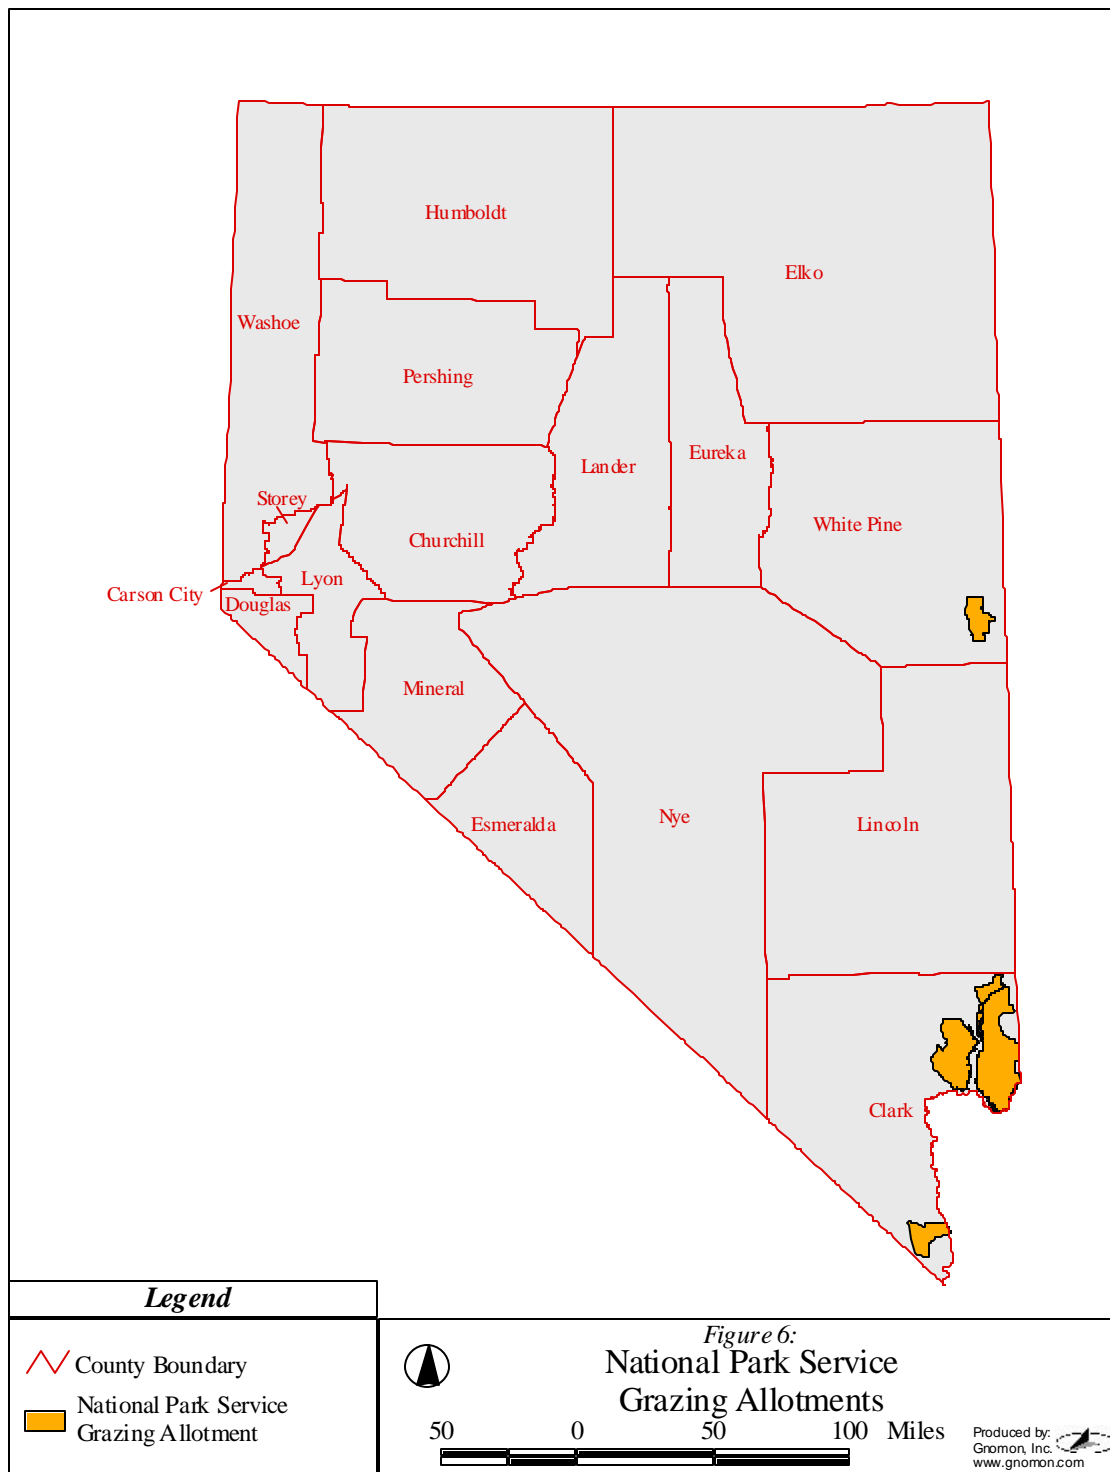 Humboldt
Elko
Washoe
Pershing
Eureka
Lander
Storey
White Pine
Churchill
Lyon
Carson City
Douglas
Mineral
Esmeralda
Nye
Lincoln
Clark
Legend
County Boundary
National Park Service
Grazing Allotment
Figure 6:
National Park Service
Grazing Allotments
50 0 50 100 Miles
Produced by:
Gnomon, Inc.
www.gnomon.com